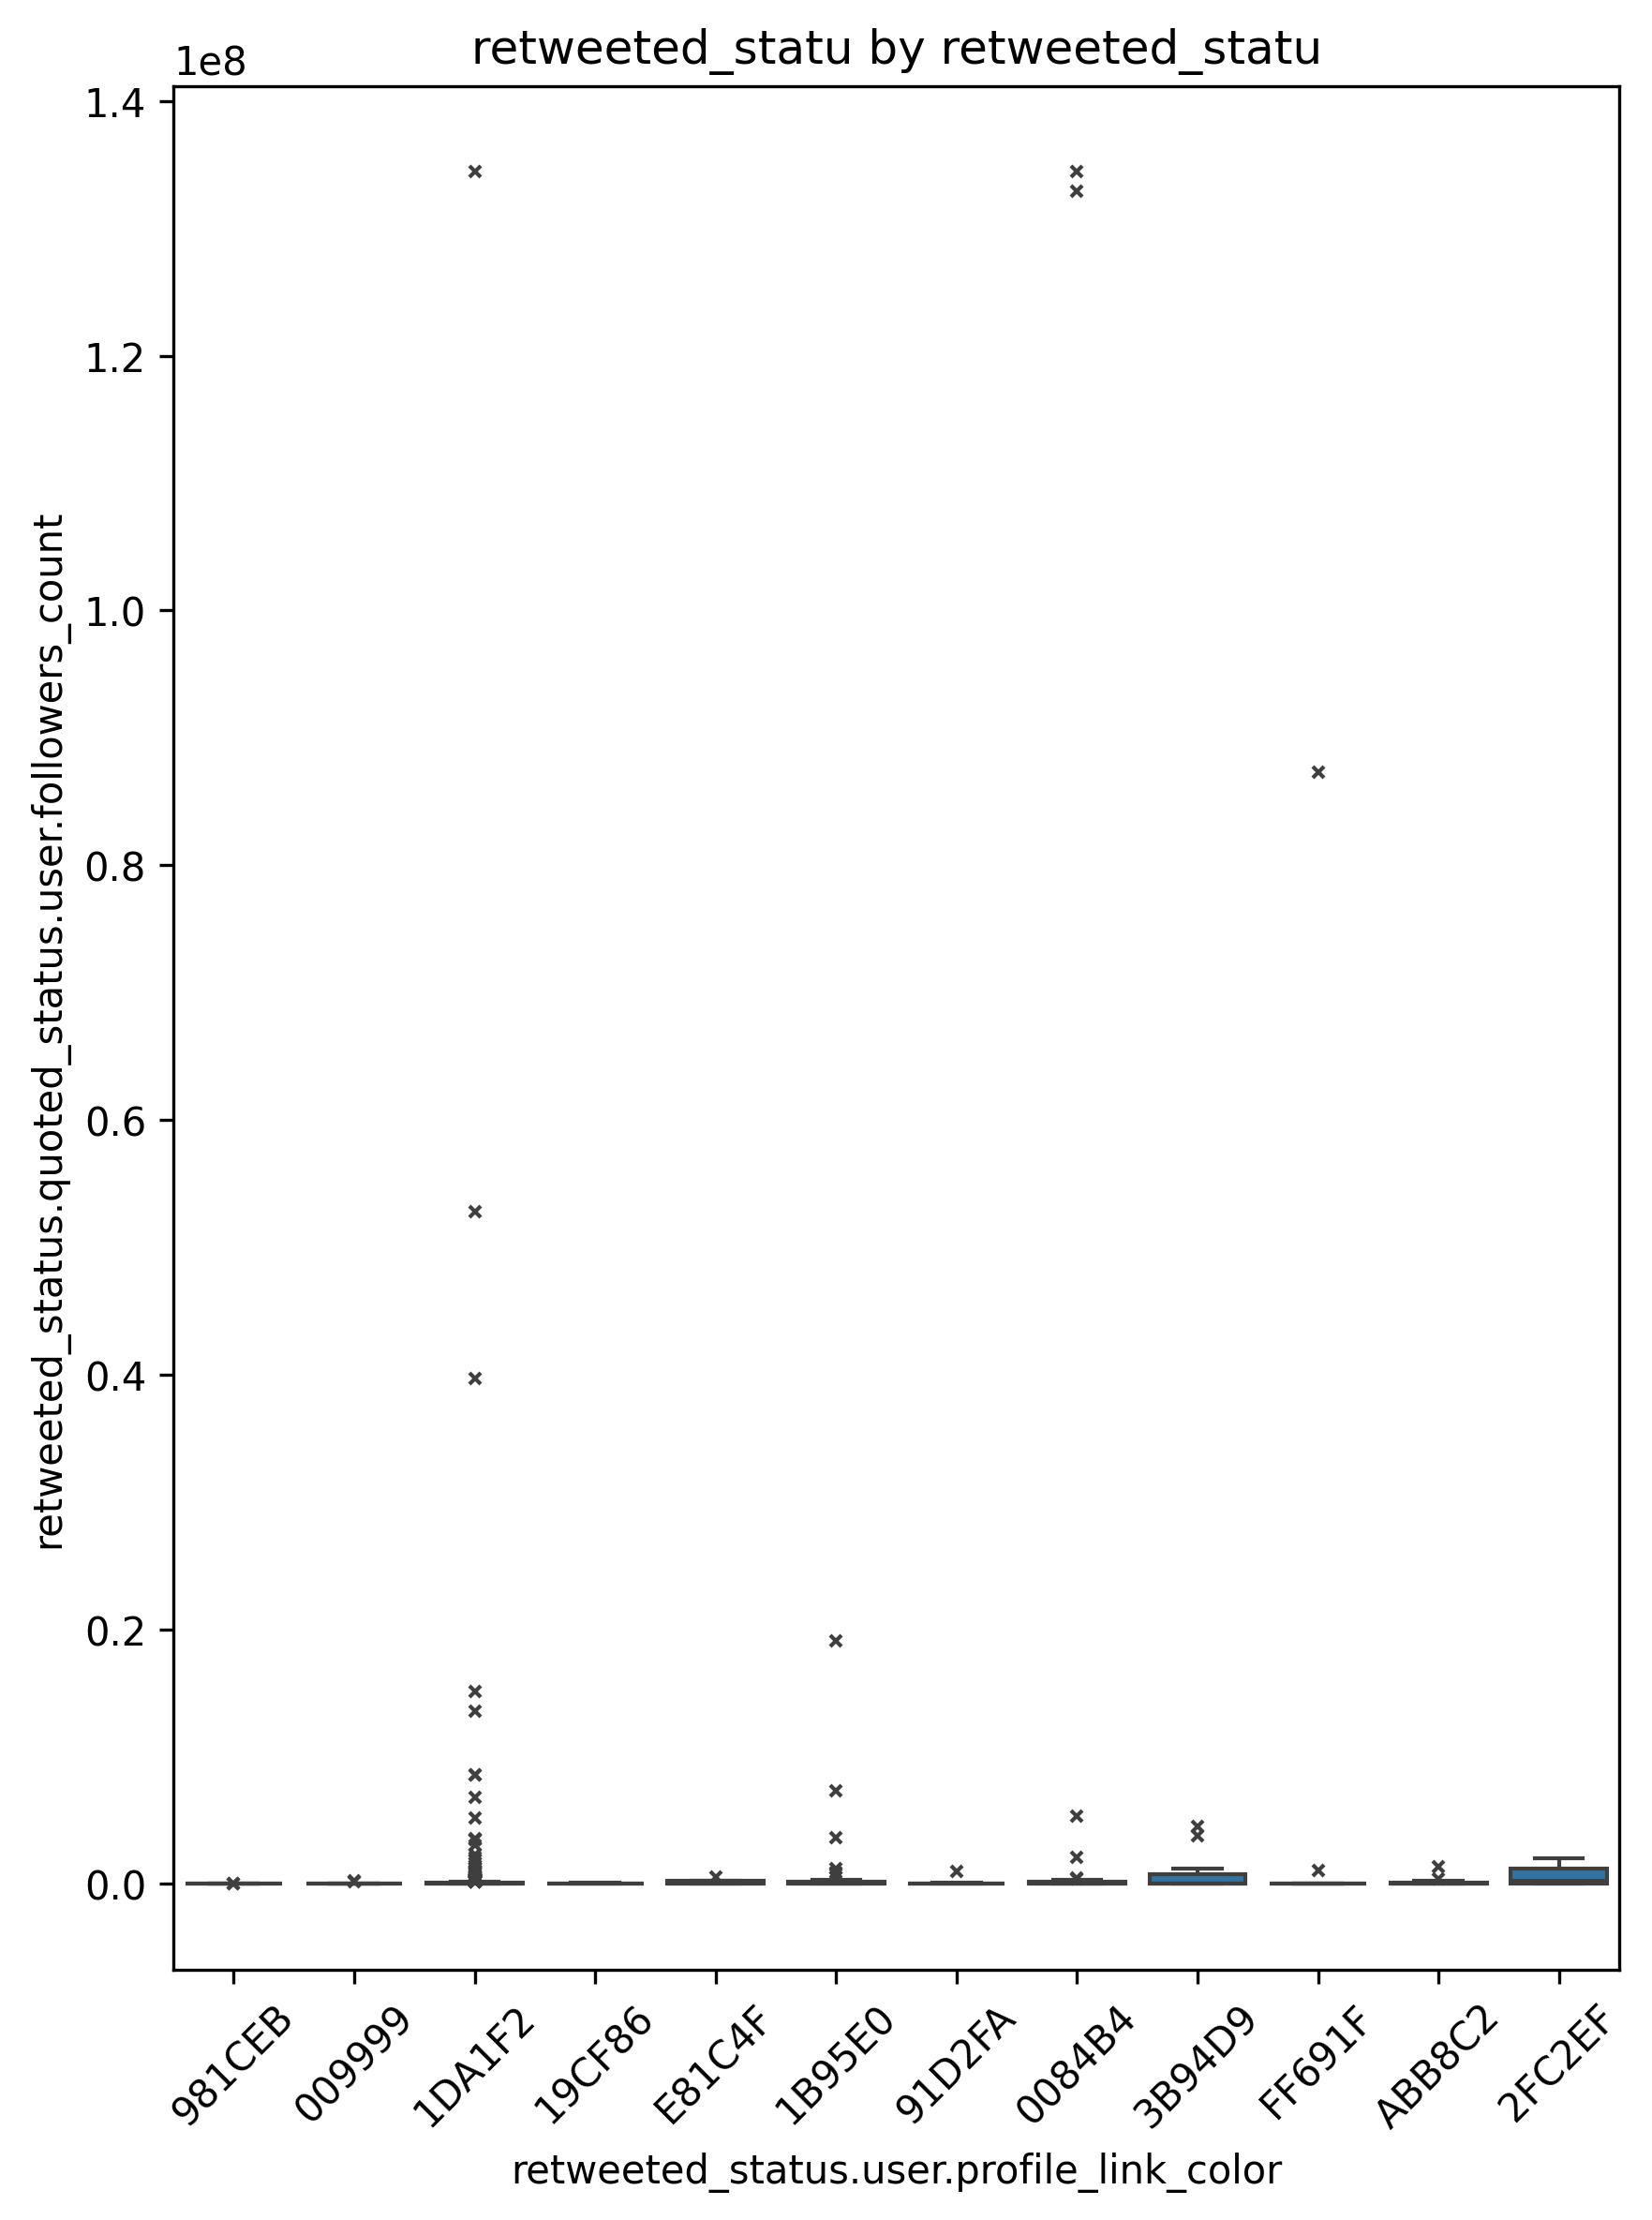 retweeted_statu by retweeted_statu
1e8
1.4
1.2
1.0
0.8
0.6
0.4
0.2
0.0
retweeted_status.quoted_status.user.followers_count
981CEB
009999
1DA1F2
19CF86
E81C4F
1B95E0
91D2FA
0084B4
3B94D9
FF691F
ABB8C2
2FC2EF
retweeted_status.user.profile_link_color